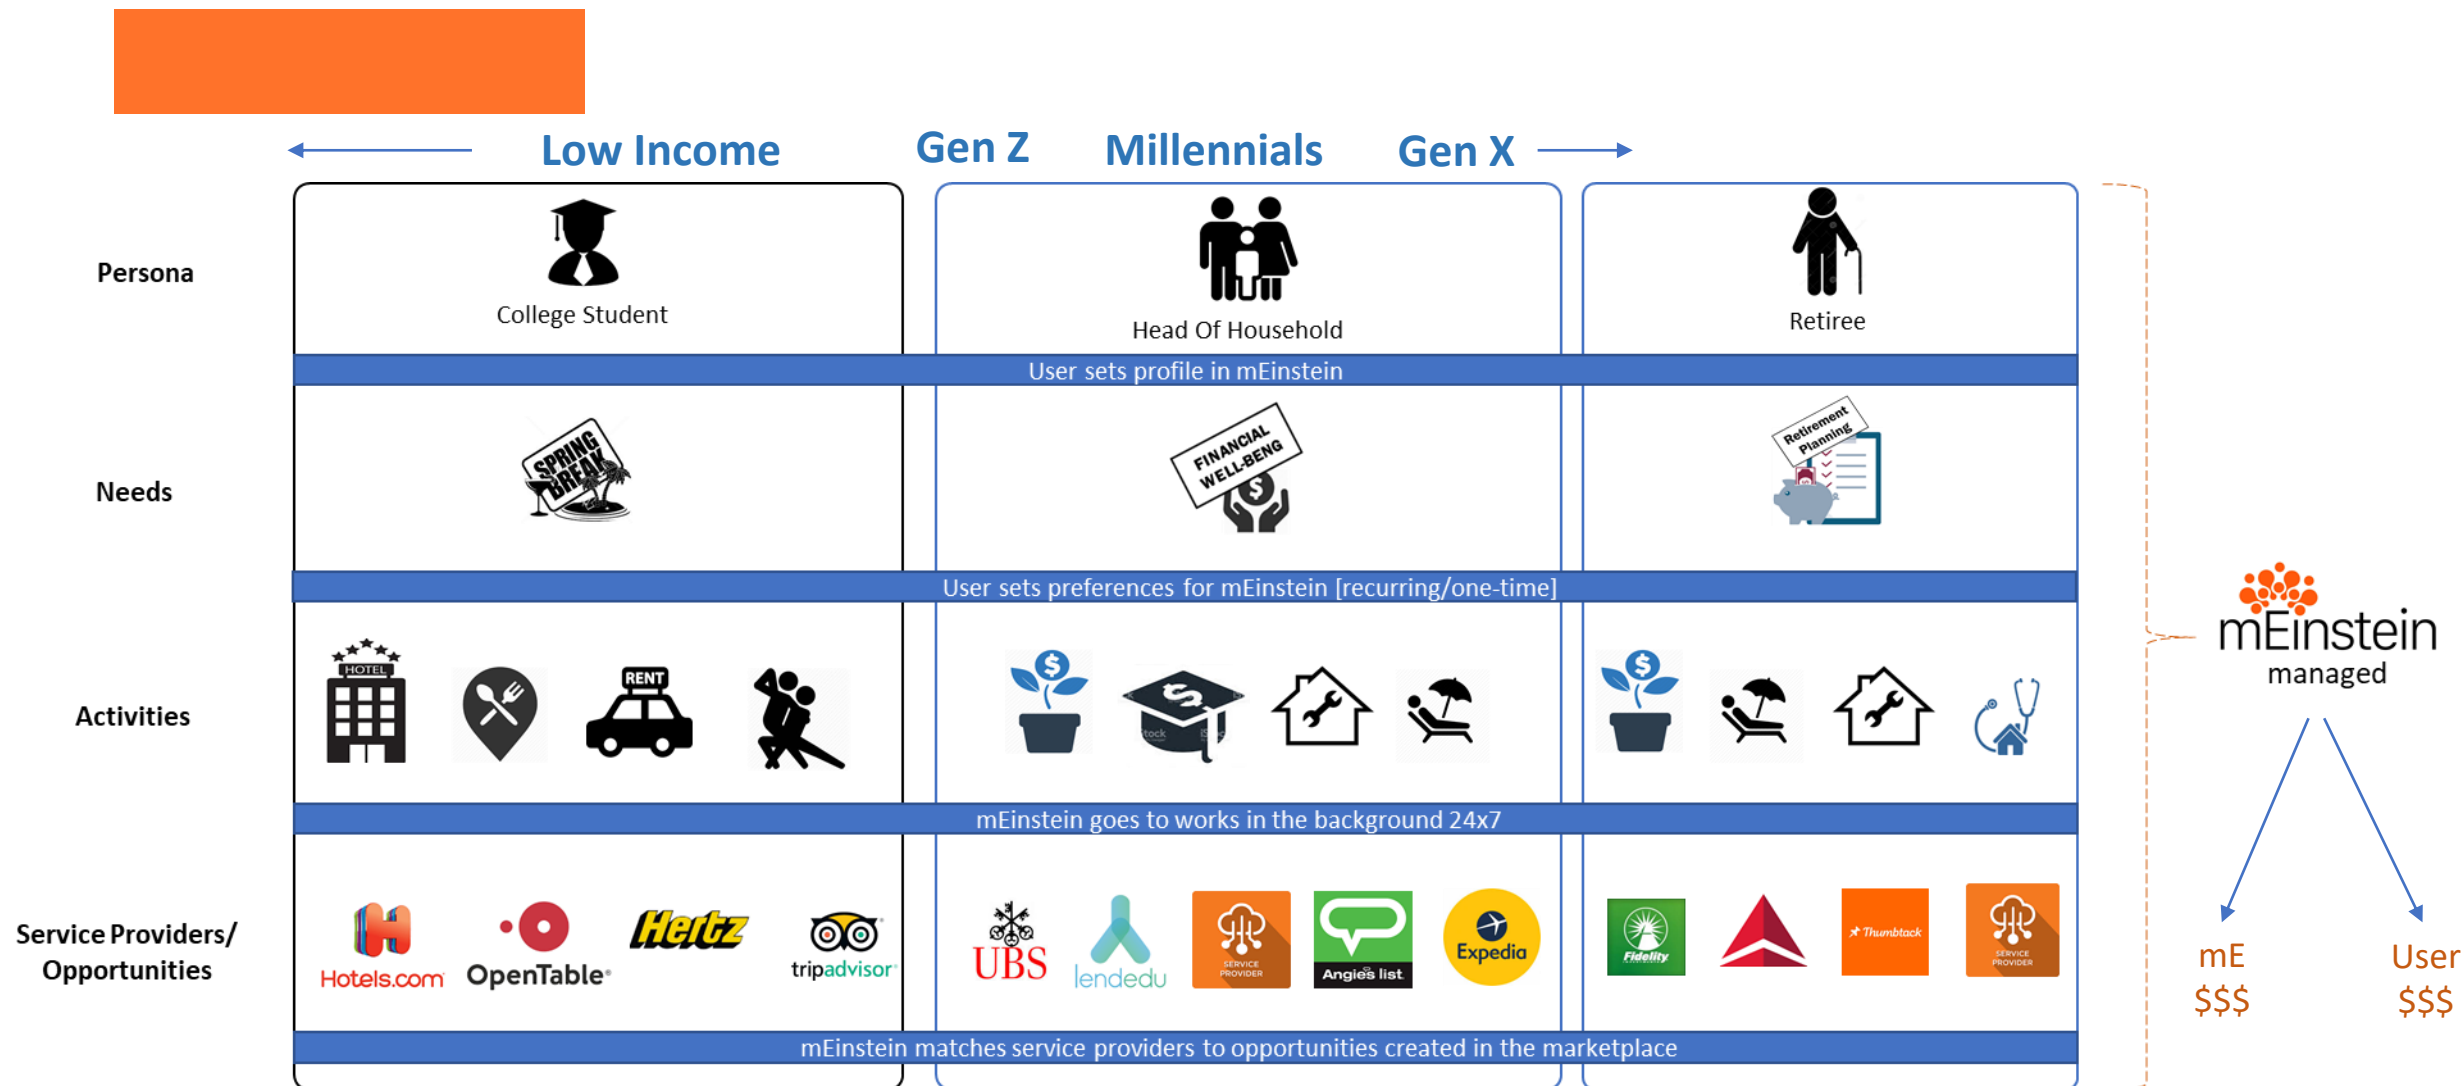 Low Income
Gen Z
Millennials
Gen X
Persona
College Student
Head Of Household
Retiree
User sets profile in mEinstein
Needs
SPRING
BREAK
FINANCIAL
WELL-BENG
Retirement
Planning
User sets preferences for mEinstein [recurring/one-time]
Activities
HOTEL
RENT
mEinstein
managed
mEinstein goes to works in the background 24x7
Service Providers/
Opportunities
Hotels.com
OpenTable
Hertz
tripadvisor
UBS
lendedu
SERVICE
PROVIDER
Angie's list
Expedia
Fidelity
Thumbtack
SERVICE
PROVIDER
mE
$$$
User
$$$
mEinstein matches service providers to opportunities created in the marketplace